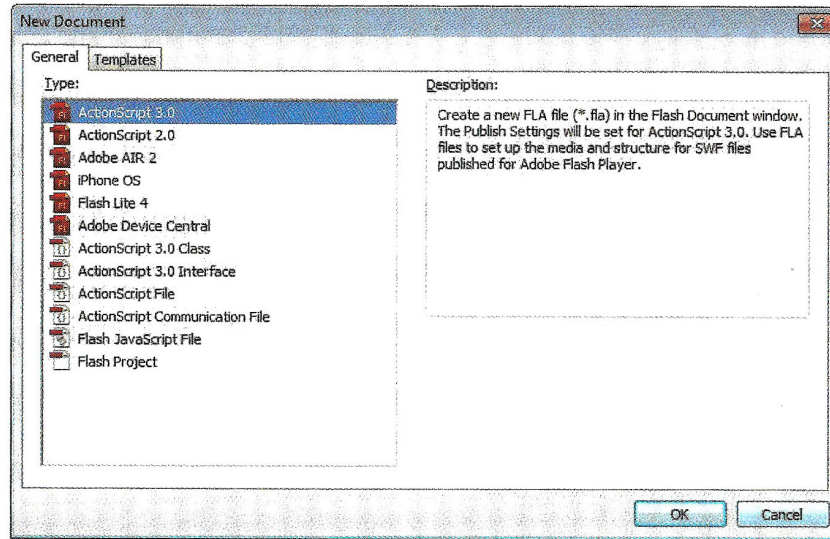 New Document
General
Templates
Type:
ActionScript 3.0
ActionScript 2.0
Adobe AIR 2
iPhone OS
Flash Lite 4
Adobe Device Central
ActionScript 3.0 Class
ActionScript 3.0 Interface
ActionScript File
ActionScript Communication File
Flash JavaScript File
Flash Project
Description:
Create a new FLA file (*.fla) in the Flash Document window.
The Publish Settings will be set for ActionScript 3.0. Use FLA
files to set up the media and structure for SWF files
published for Adobe Flash Player.
OK
Cancel